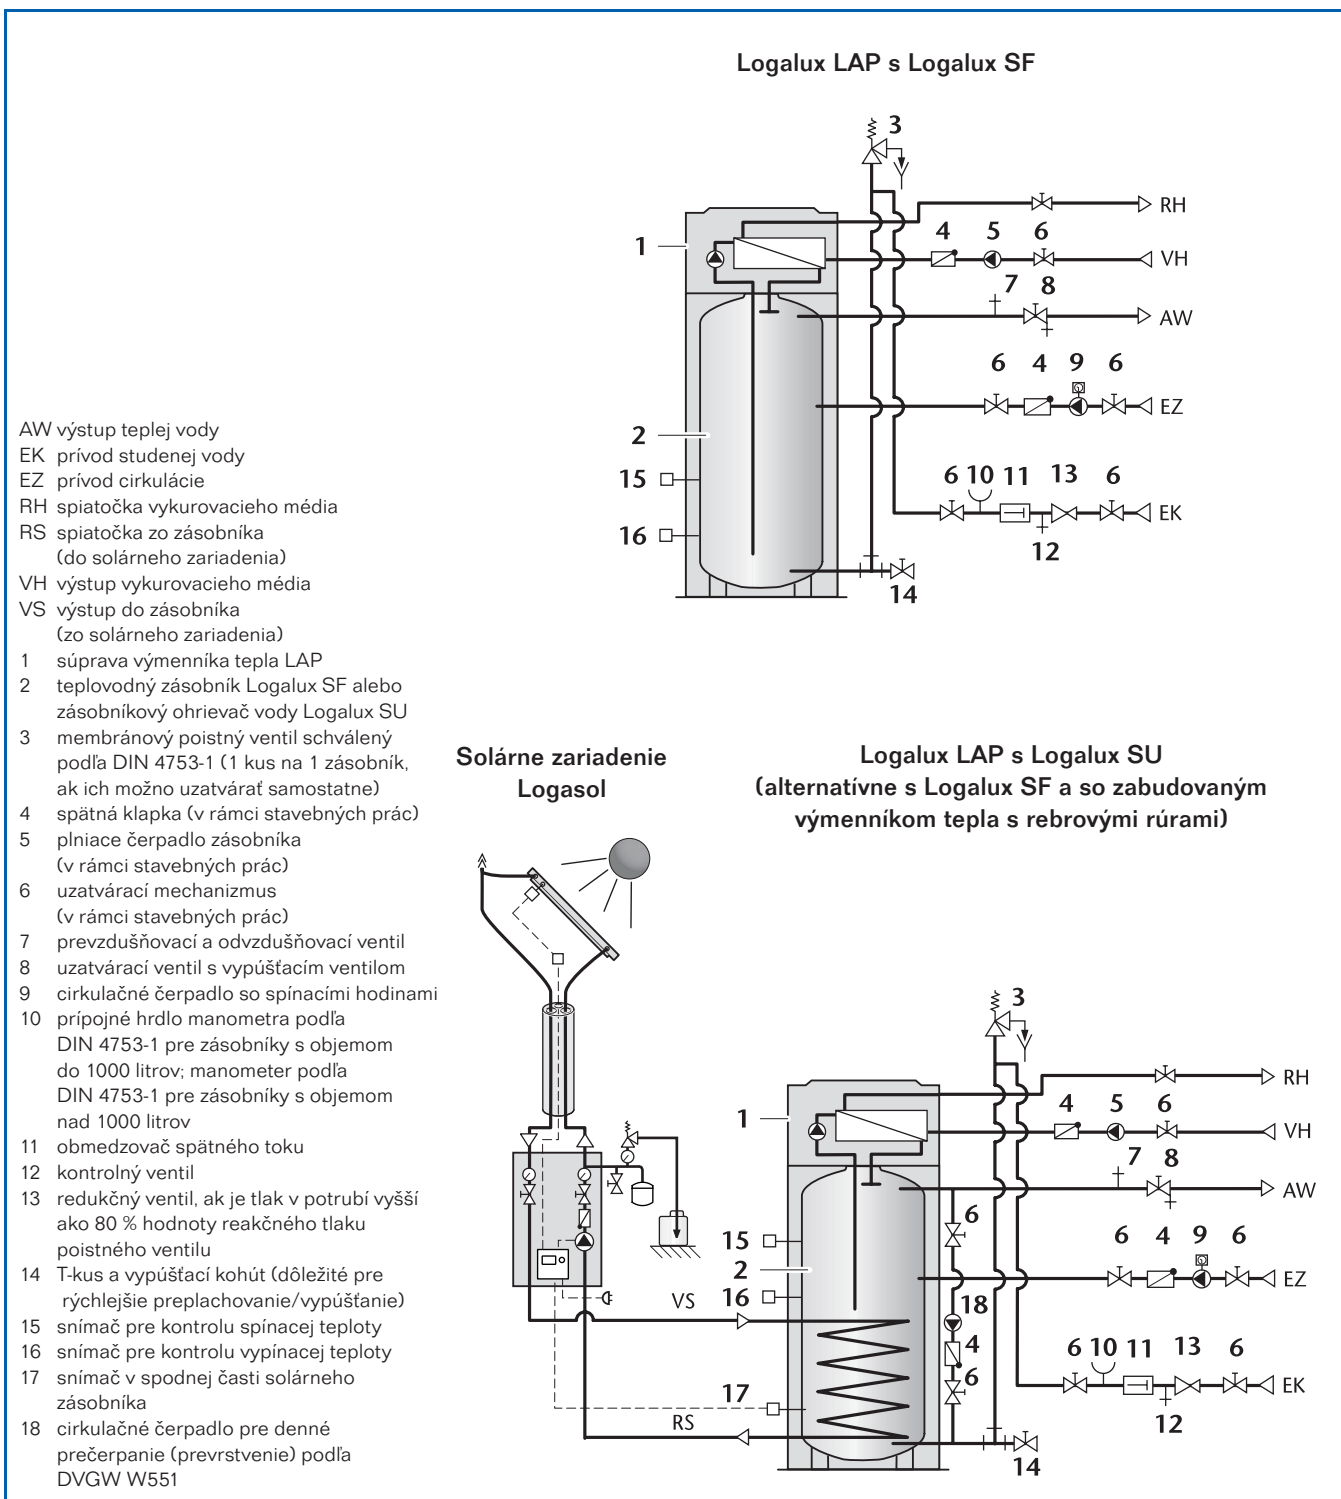 Logalux LAP s Logalux SF
3
RH
1
4
5
6
VH
7
8
AW
6
4
9
6
EZ
2
15
6
10
11
13
6
EK
16
12
14
AW výstup teplej vody
EK prívod studenej vody
EZ prívod cirkulácie
RH spiatočka vykurovacieho média
RS spiatočka zo zásobníka
(do solárneho zariadenia)
VH výstup vykurovacieho média
VS výstup do zásobníka
(zo solárneho zariadenia)
1 súprava výmenníka tepla LAP
2 teplovodný zásobník Logalux SF alebo
zásobníkový ohrievač vody Logalux SU
3 membránový poistný ventil schválený
podľa DIN 4753-1 (1 kus na 1 zásobník,
ak ich možno uzatvárať samostatne)
4 spätná klapka (v rámci stavebných prác)
5 plniace čerpadlo zásobníka
(v rámci stavebných prác)
6 uzatvárací mechanizmus
(v rámci stavebných prác)
7 prevzdušňovací a odvzdušňovací ventil
8 uzatvárací ventil s vypúšťacím ventilom
9 cirkulačné čerpadlo so spínacími hodinami
10 prípojné hrdlo manometra podľa
DIN 4753-1 pre zásobníky s objemom
do 1000 litrov; manometer podľa
DIN 4753-1 pre zásobníky s objemom
nad 1000 litrov
11 obmedzovač spätného toku
12 kontrolný ventil
13 redukčný ventil, ak je tlak v potrubí vyšší
ako 80 % hodnoty reakčného tlaku
poistného ventilu
14 T-kus a vypúšťací kohút (dôležité pre
rýchlejšie preplachovanie/vypúšťanie)
15 snímač pre kontrolu spínacej teploty
16 snímač pre kontrolu vypínacej teploty
17 snímač v spodnej časti solárneho
zásobníka
18 cirkulačné čerpadlo pre denné
prečerpanie (prevrstvenie) podľa
DVGW W551
Solárne zariadenie
Logasol
Logalux LAP s Logalux SU
(alternatívne s Logalux SF a so zabudovaným
výmenníkom tepla s rebrovými rúrami)
3
RH
1
4
5
6
VH
7
8
AW
6
15
6
4
9
6
EZ
2
VS
16
18
4
6
10
11
13
6
EK
17
6
RS
12
14